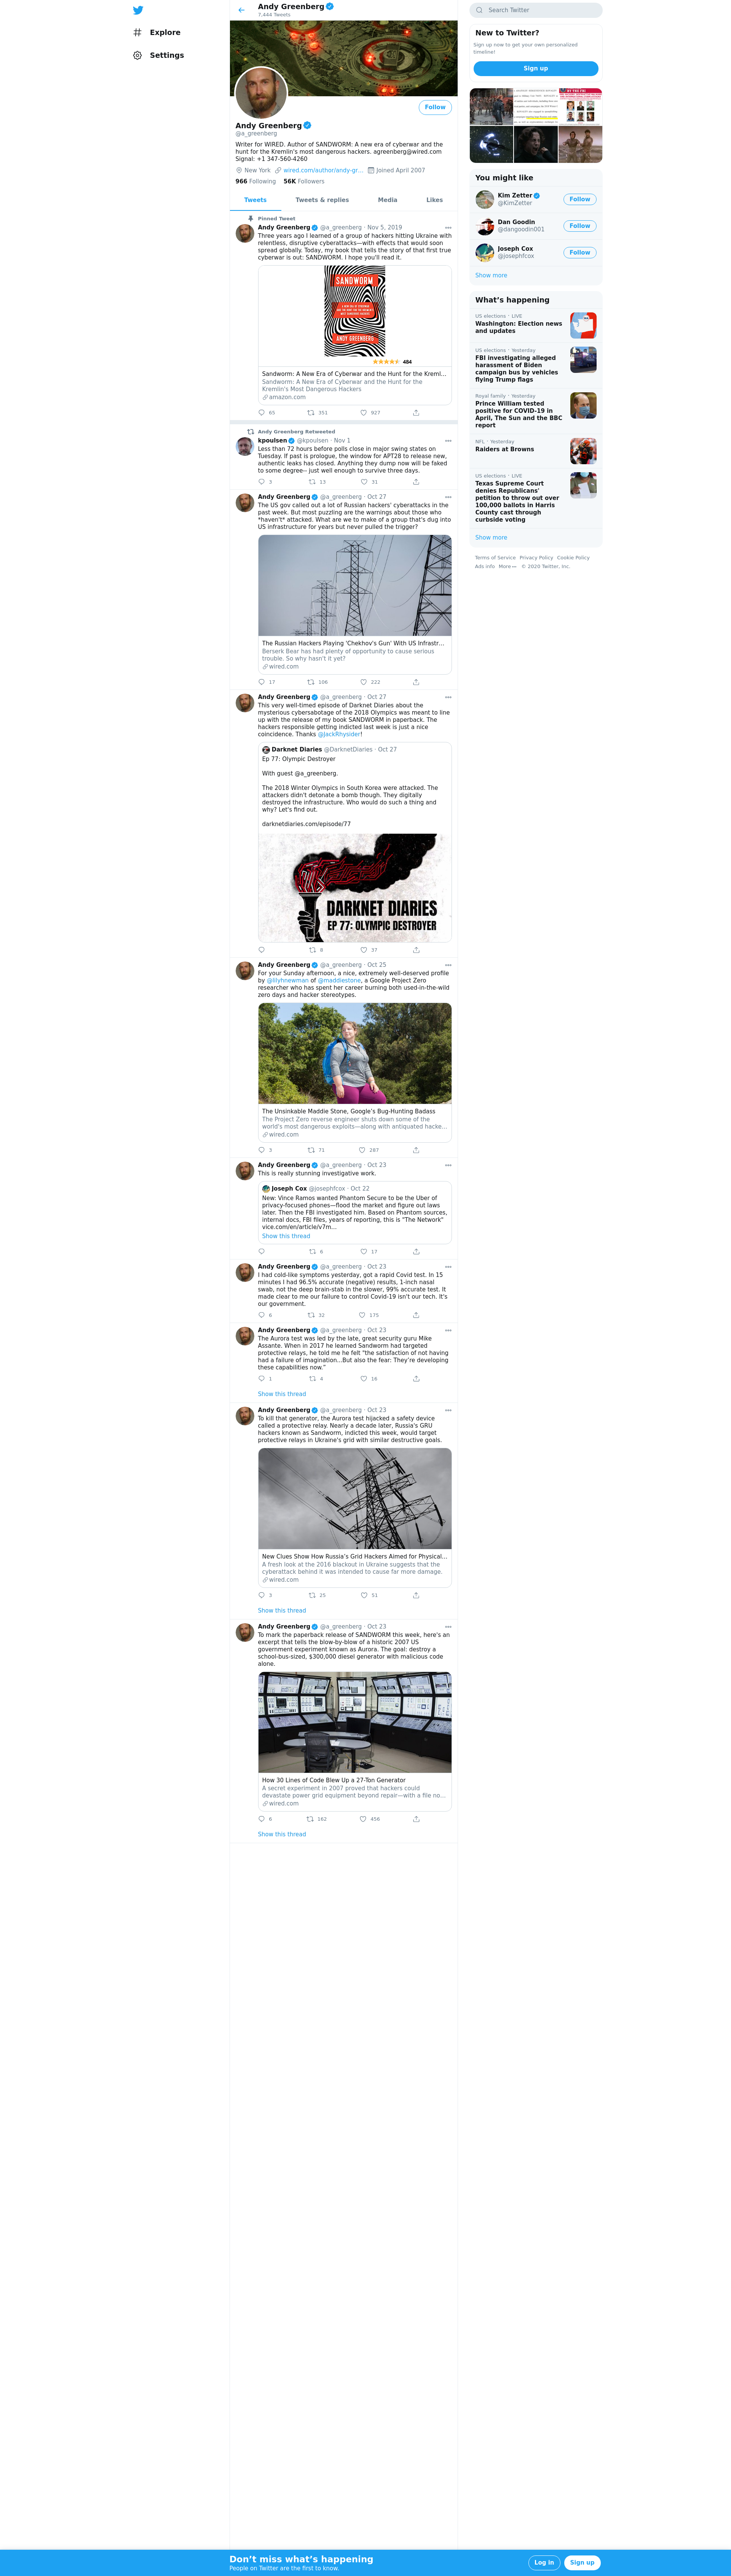 Explore
Settings
Andy Greenberg
7,444 Tweets
Follow
Andy Greenberg
@a_greenberg
Writer for WIRED. Author of SANDWORM: A new era of cyberwar and the
hunt for the Kremlin's most dangerous hackers. agreenberg@wired.com
Signal: +1 347-560-4260
New York wired.com/author/andy-gr… Joined April 2007
966 Following 56K Followers
Tweets Tweets & replies Media Likes
Pinned Tweet
Andy Greenberg @a_greenberg · Nov 5, 2019
Three years ago I learned of a group of hackers hitting Ukraine with
relentless, disruptive cyberattacks—with effects that would soon
spread globally. Today, my book that tells the story of that first true
cyberwar is out: SANDWORM. I hope you'll read it.
SANDWORM
ANDY GREENBERG
484
Sandworm: A New Era of Cyberwar and the Hunt for the Kremli…
Sandworm: A New Era of Cyberwar and the Hunt for the
Kremlin's Most Dangerous Hackers
amazon.com
65 351 927
Andy Greenberg Retweeted
kpoulsen @kpoulsen · Nov 1
Less than 72 hours before polls close in major swing states on
Tuesday. If past is prologue, the window for APT28 to release new,
authentic leaks has closed. Anything they dump now will be faked
to some degree-- just well enough to survive three days.
3 13 31
Andy Greenberg @a_greenberg · Oct 27
The US gov called out a lot of Russian hackers' cyberattacks in the
past week. But most puzzling are the warnings about those who
*haven't* attacked. What are we to make of a group that's dug into
US infrastructure for years but never pulled the trigger?
The Russian Hackers Playing 'Chekhov's Gun' With US Infrastr…
Berserk Bear has had plenty of opportunity to cause serious
trouble. So why hasn't it yet?
wired.com
17 106 222
Andy Greenberg @a_greenberg · Oct 27
This very well-timed episode of Darknet Diaries about the
mysterious cybersabotage of the 2018 Olympics was meant to line
up with the release of my book SANDWORM in paperback. The
hackers responsible getting indicted last week is just a nice
coincidence. Thanks @JackRhysider!
Darknet Diaries @DarknetDiaries · Oct 27
Ep 77: Olympic Destroyer
With guest @a_greenberg.
The 2018 Winter Olympics in South Korea were attacked. The
attackers didn't detonate a bomb though. They digitally
destroyed the infrastructure. Who would do such a thing and
why? Let's find out.
darknetdiaries.com/episode/77
DARKNET DIARIES
EP 77: OLYMPIC DESTROYER
8 37
Andy Greenberg @a_greenberg · Oct 25
For your Sunday afternoon, a nice, extremely well-deserved profile
by @lilyhnewman of @maddiestone, a Google Project Zero
researcher who has spent her career burning both used-in-the-wild
zero days and hacker stereotypes.
The Unsinkable Maddie Stone, Google's Bug-Hunting Badass
The Project Zero reverse engineer shuts down some of the
world's most dangerous exploits—along with antiquated hacke…
wired.com
3 71 267
Andy Greenberg @a_greenberg · Oct 23
This is really stunning investigative work.
Joseph Cox @josephfcox · Oct 22
New: Vince Ramos wanted Phantom Secure to be the Uber of
privacy-focused phones—flood the market and figure out laws
later. Then the FBI investigated him. Based on Phantom sources,
internal docs, FBI files, years of reporting, this is "The Network"
vice.com/en/article/v7m…
Show this thread
6 17
Andy Greenberg @a_greenberg · Oct 23
I had cold-like symptoms yesterday, got a rapid Covid test. In 15
minutes I had 96.5% accurate (negative) results, 1-inch nasal
swab, not the deep brain-stab in the slower, 99% accurate test. It
made clear to me our failure to control Covid-19 isn't our tech. It's
our government.
6 32 175
Andy Greenberg @a_greenberg · Oct 23
The Aurora test was led by the late, great security guru Mike
Assante. When in 2017 he learned Sandworm had targeted
protective relays, he told me he felt "the satisfaction of not having
had a failure of imagination...But also the fear: They're developing
these capabilities now."
1 4 16
Show this thread
Andy Greenberg @a_greenberg · Oct 23
To kill that generator, the Aurora test hijacked a safety device
called a protective relay. Nearly a decade later, Russia's GRU
hackers known as Sandworm, indicted this week, would target
protective relays in Ukraine's grid with similar destructive goals.
New Clues Show How Russia's Grid Hackers Aimed for Physical…
A fresh look at the 2016 blackout in Ukraine suggests that the
cyberattack behind it was intended to cause far more damage.
wired.com
3 25 51
Show this thread
Andy Greenberg @a_greenberg · Oct 23
To mark the paperback release of SANDWORM this week, here's an
excerpt that tells the blow-by-blow of a historic 2007 US
government experiment known as Aurora. The goal: destroy a
school-bus-sized, $300,000 diesel generator with malicious code
alone.
How 30 Lines of Code Blew Up a 27-Ton Generator
A secret experiment in 2007 proved that hackers could
devastate power grid equipment beyond repair—with a file no…
wired.com
6 162 456
Show this thread
Search Twitter
New to Twitter?
Sign up now to get your own personalized
timeline!
Sign up
You might like
Kim Zetter
@KimZetter
Follow
Dan Goodin
@dangoodin001
Follow
Joseph Cox
@josephfcox
Follow
Show more
What's happening
US elections · LIVE
Washington: Election news
and updates
US elections · Yesterday
FBI investigating alleged
harassment of Biden
campaign bus by vehicles
flying Trump flags
Royal family · Yesterday
Prince William tested
positive for COVID-19 in
April, The Sun and the BBC
report
NFL · Yesterday
Raiders at Browns
US elections · LIVE
Texas Supreme Court
denies Republicans'
petition to throw out over
100,000 ballots in Harris
County cast through
curbside voting
Show more
Terms of Service Privacy Policy Cookie Policy
Ads info More © 2020 Twitter, Inc.
Don't miss what's happening
People on Twitter are the first to know.
Log in Sign up